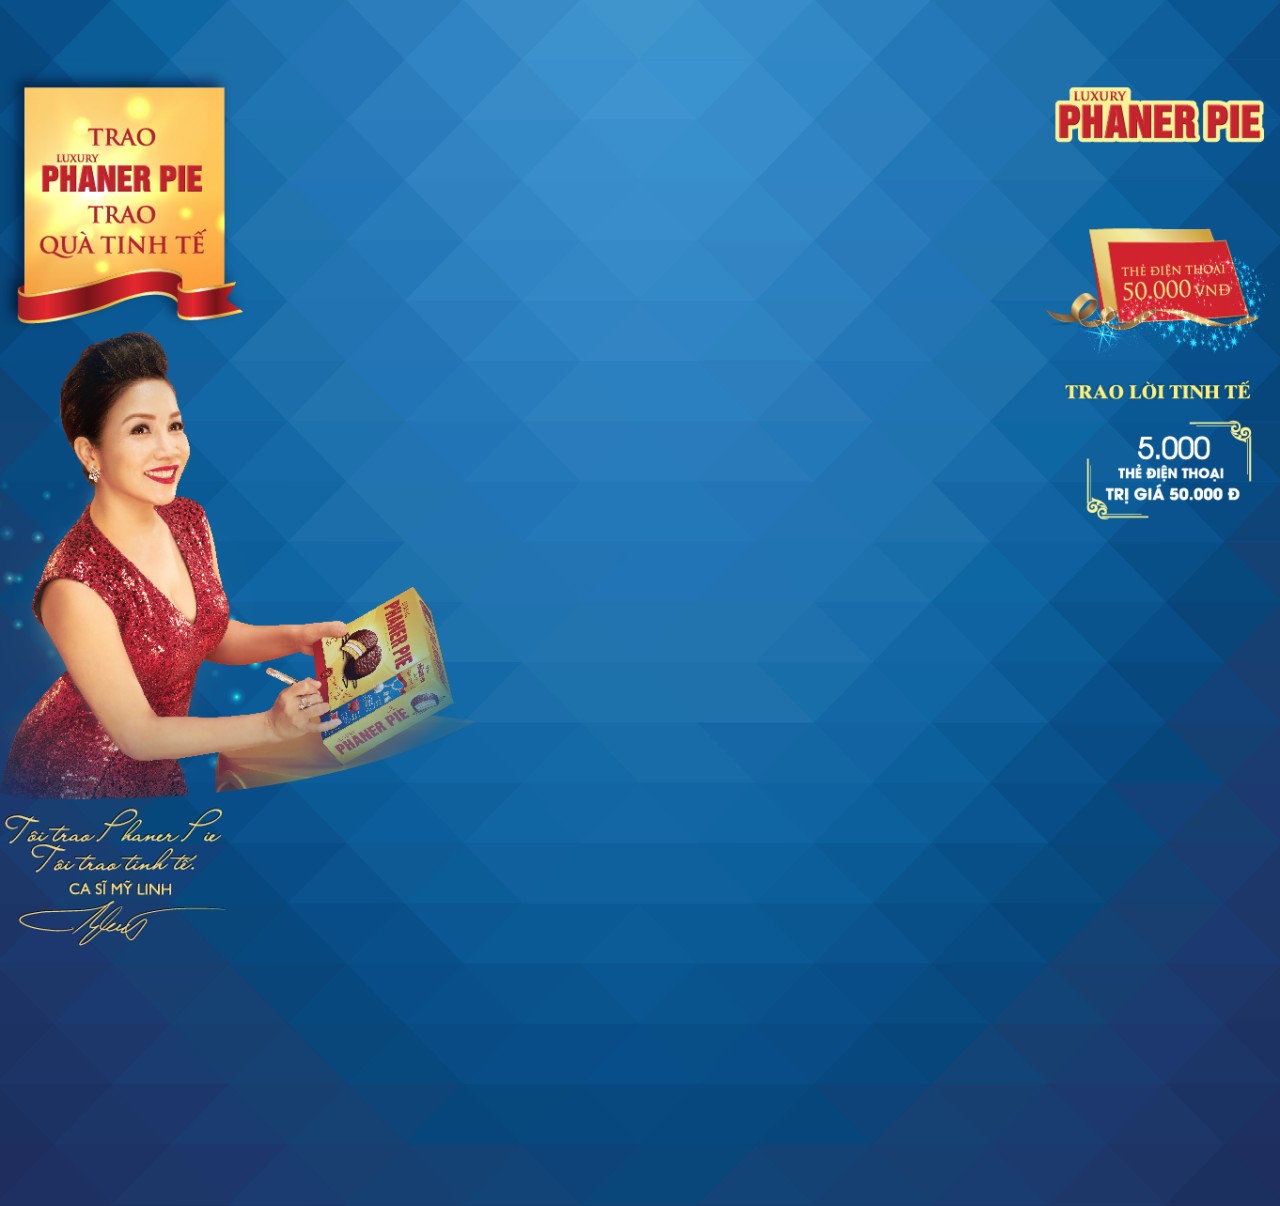 TRAO
LUXURY
PHANER PIE
TRAO
QUÀ TINH TẾ
LUXURY
PHANER PIE
THẺ ĐIỆN THOẠI
50.000 VNĐ
TRAO LỜI TINH TẾ
5.000
THẺ ĐIỆN THOẠI
TRỊ GIÁ 50.000 Đ
PHANER PIE
PHANER PIE
Tôi trao Phaner Pie
Tôi trao tinh tế.
CA SĨ MỸ LINH